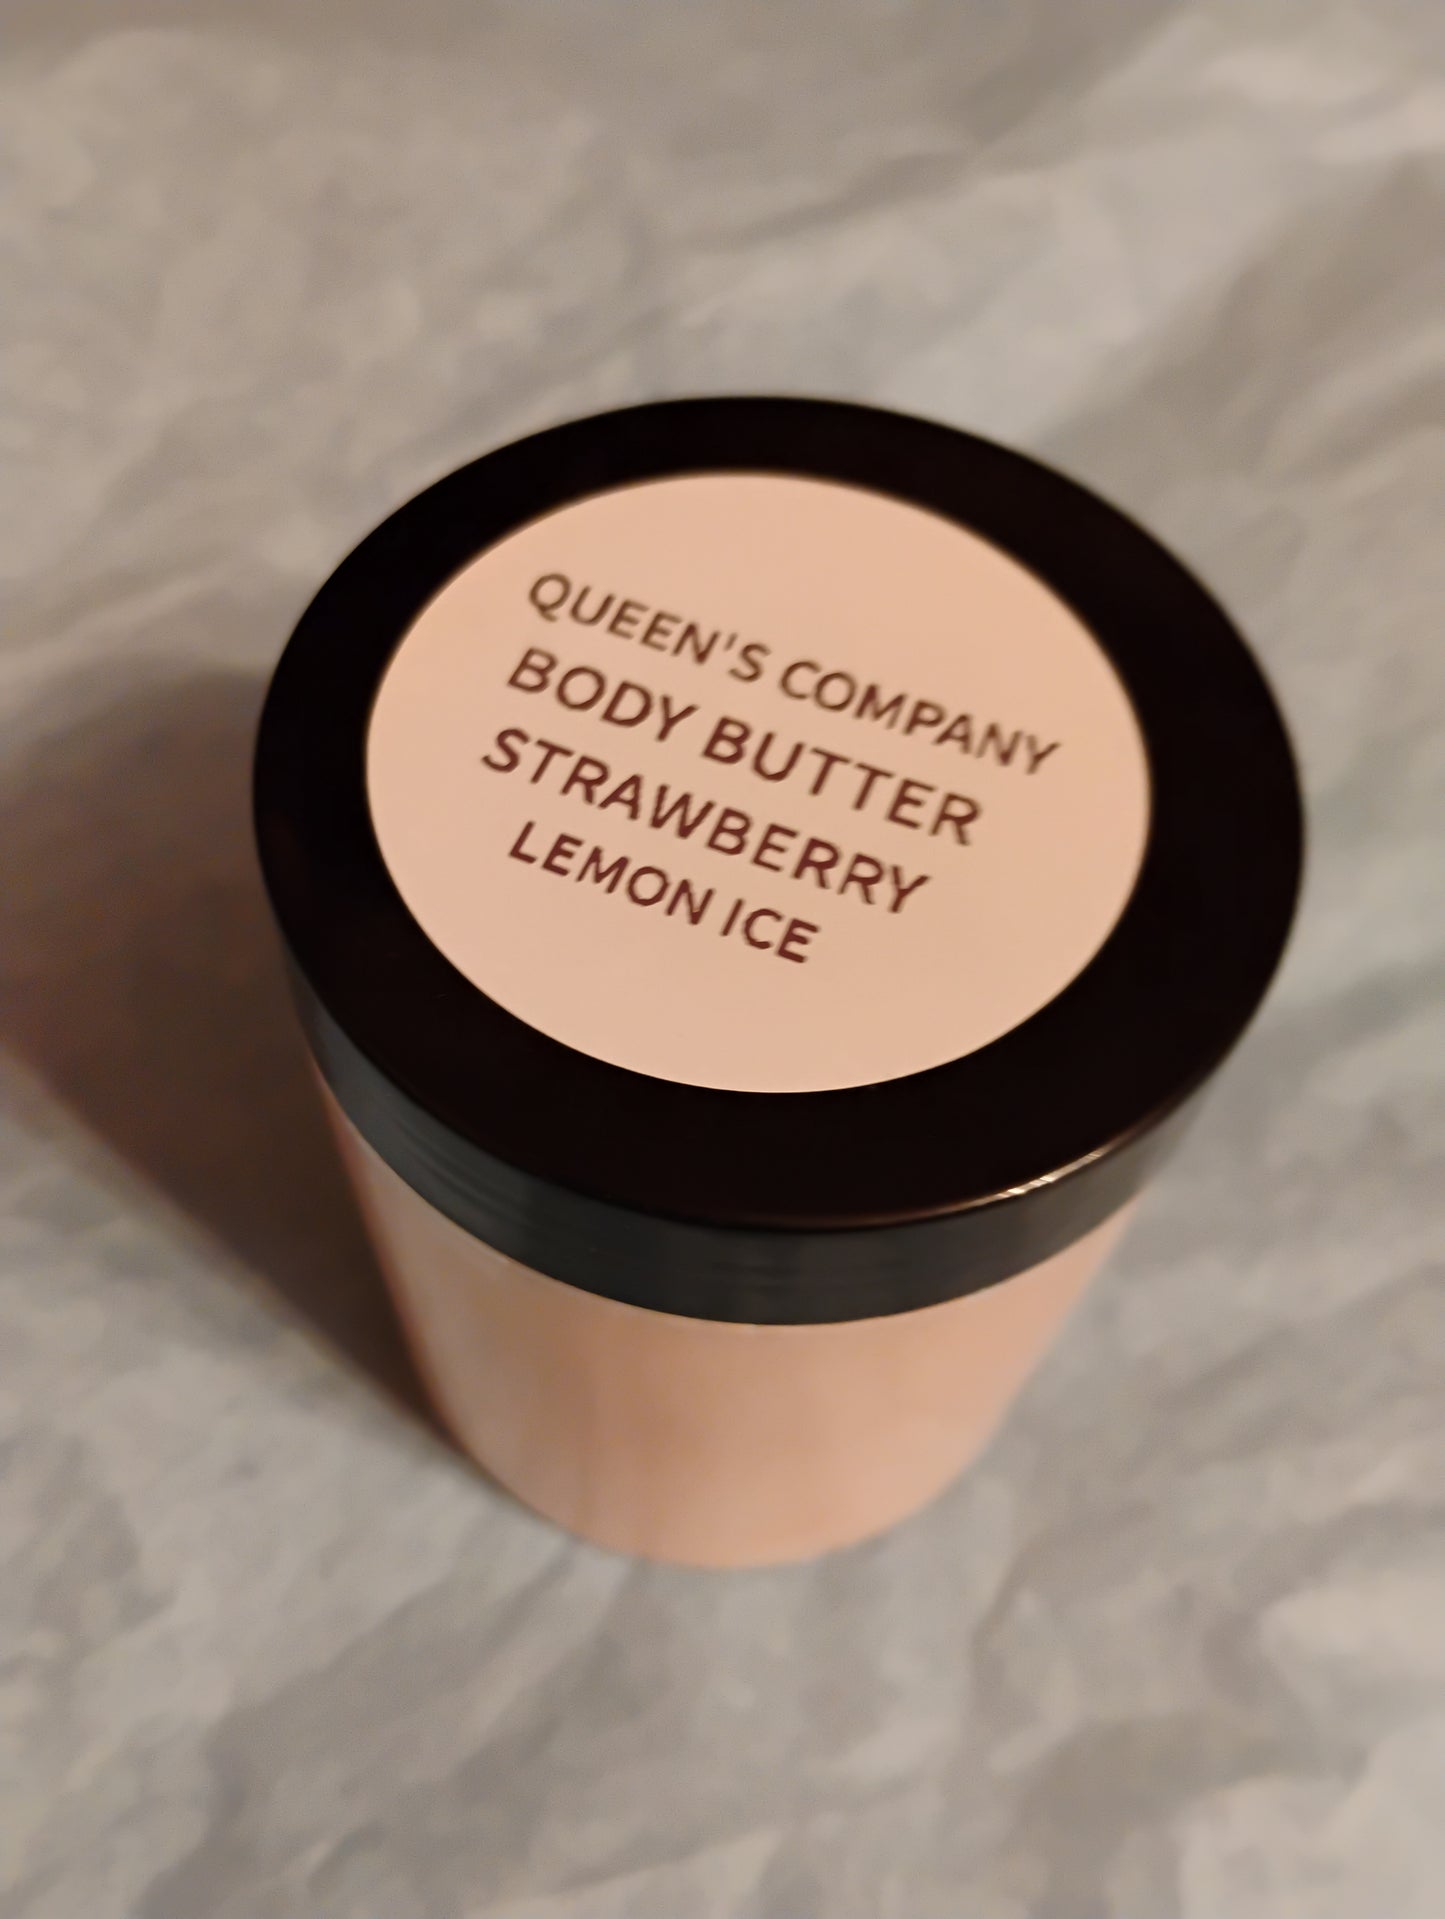 QUEEN'S COMPANY
BODY BUTTER
STRAWBERRY
LEMON ICE